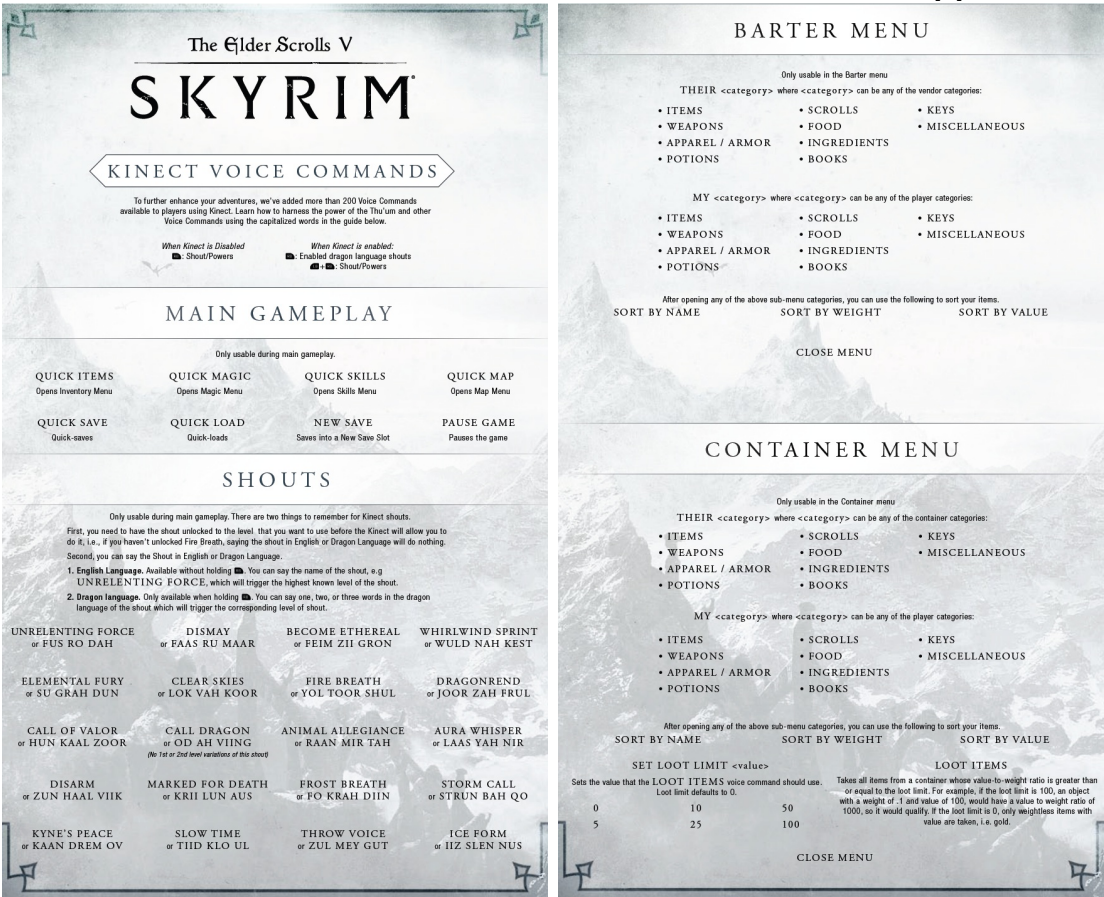 The Elder Scrolls V
SKYRIM
KINECT VOICE COMMANDS
To further enhance your adventures, we've added more than 200 Voice Commands
available to players using Kinect. Learn how to harness the power of the Thu'um and other
Voice Commands using the capitalized words in the guide below.
When Kinect is Disabled
: Shout/Powers
When Kinect is enabled:
: Enabled dragon language shouts
+ : Shout/Powers
MAIN GAMEPLAY
Only usable during main gameplay.
QUICK ITEMS QUICK MAGIC QUICK SKILLS QUICK MAP
Opens Inventory Menu Opens Magic Menu Opens Skills Menu Opens Map Menu
QUICK SAVE QUICK LOAD NEW SAVE PAUSE GAME
Quick-saves Quick-loads Saves into a New Save Slot Pauses the game
SHOUTS
Only usable during main gameplay. There are two things to remember for Kinect shouts.
First, you need to have the shout unlocked to the level that you want to use before the Kinect will allow you to
do it, i.e., if you haven't unlocked Fire Breath, saying the shout in English or Dragon Language will do nothing.
Second, you can say the Shout in English or Dragon Language.
1. English Language. Available without holding . You can say the name of the shout, e.g
UNRELENTING FORCE, which will trigger the highest known level of the shout.
2. Dragon language. Only available when holding . You can say one, two, or three words in the dragon
language of the shout which will trigger the corresponding level of shout.
UNRELENTING FORCE DISMAY BECOME ETHEREAL WHIRLWIND SPRINT
or FUS RO DAH or FAAS RU MAAR or FEIM ZII GRON or WULD NAH KEST
ELEMENTAL FURY CLEAR SKIES FIRE BREATH DRAGONREND
or SU GRAH DUN or LOK VAH KOOR or YOL TOOR SHUL or JOOR ZAH FRUL
CALL OF VALOR CALL DRAGON ANIMAL ALLEGIANCE AURA WHISPER
or HUN KAAL ZOOR or OD AH VIING or RAAN MIR TAH or LAAS YAH NIR
(No 1st or 2nd level variations of this shout)
DISARM MARKED FOR DEATH FROST BREATH STORM CALL
or ZUN HAAL VIIK or KRII LUN AUS or FO KRAH DIIN or STRUN BAH QO
KYNE'S PEACE SLOW TIME THROW VOICE ICE FORM
or KAAN DREM OV or TIID KLO UL or ZUL MEY GUT or IIZ SLEN NUS
BARTER MENU
Only usable in the Barter menu
THEIR <category> where <category> can be any of the vendor categories:
• ITEMS • SCROLLS • KEYS
• WEAPONS • FOOD • MISCELLANEOUS
• APPAREL / ARMOR • INGREDIENTS
• POTIONS • BOOKS
MY <category> where <category> can be any of the player categories:
• ITEMS • SCROLLS • KEYS
• WEAPONS • FOOD • MISCELLANEOUS
• APPAREL / ARMOR • INGREDIENTS
• POTIONS • BOOKS
After opening any of the above sub-menu categories, you can use the following to sort your items.
SORT BY NAME SORT BY WEIGHT SORT BY VALUE
CLOSE MENU
CONTAINER MENU
Only usable in the Container menu
THEIR <category> where <category> can be any of the container categories:
• ITEMS • SCROLLS • KEYS
• WEAPONS • FOOD • MISCELLANEOUS
• APPAREL / ARMOR • INGREDIENTS
• POTIONS • BOOKS
MY <category> where <category> can be any of the player categories:
• ITEMS • SCROLLS • KEYS
• WEAPONS • FOOD • MISCELLANEOUS
• APPAREL / ARMOR • INGREDIENTS
• POTIONS • BOOKS
After opening any of the above sub-menu categories, you can use the following to sort your items.
SORT BY NAME SORT BY WEIGHT SORT BY VALUE
SET LOOT LIMIT <value>
Sets the value that the LOOT ITEMS voice command should use.
Loot limit defaults to 0.
0 10 50
5 25 100
LOOT ITEMS
Takes all items from a container whose value-to-weight ratio is greater than
or equal to the loot limit. For example, if the loot limit is 100, an object
with a weight of .1 and value of 100, would have a value to weight ratio of
1000, so it would qualify. If the loot limit is 0, only weightless items with
value are taken, i.e. gold.
CLOSE MENU